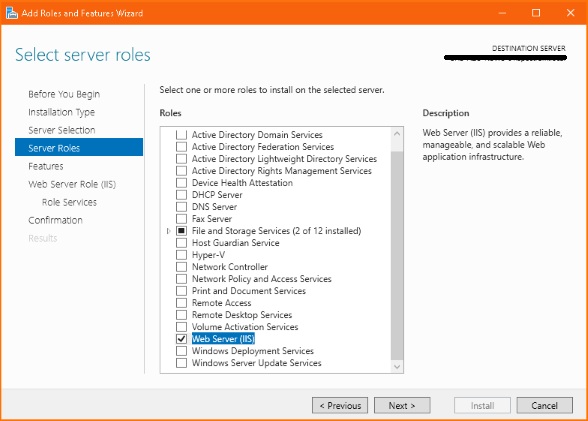 Add Roles and Features Wizard
Select server roles
DESTINATION SERVER
Before You Begin
Installation Type
Server Selection
Server Roles
Features
Web Server Role (IIS)
Role Services
Confirmation
Results
Select one or more roles to install on the selected server.
Roles
Active Directory Domain Services
Active Directory Federation Services
Active Directory Lightweight Directory Services
Active Directory Rights Management Services
Device Health Attestation
DHCP Server
DNS Server
Fax Server
File and Storage Services (2 of 12 installed)
Host Guardian Service
Hyper-V
Network Controller
Network Policy and Access Services
Print and Document Services
Remote Access
Remote Desktop Services
Volume Activation Services
Web Server (IIS)
Windows Deployment Services
Windows Server Update Services
Description
Web Server (IIS) provides a reliable,
manageable, and scalable Web
application infrastructure.
< Previous
Next >
Install
Cancel